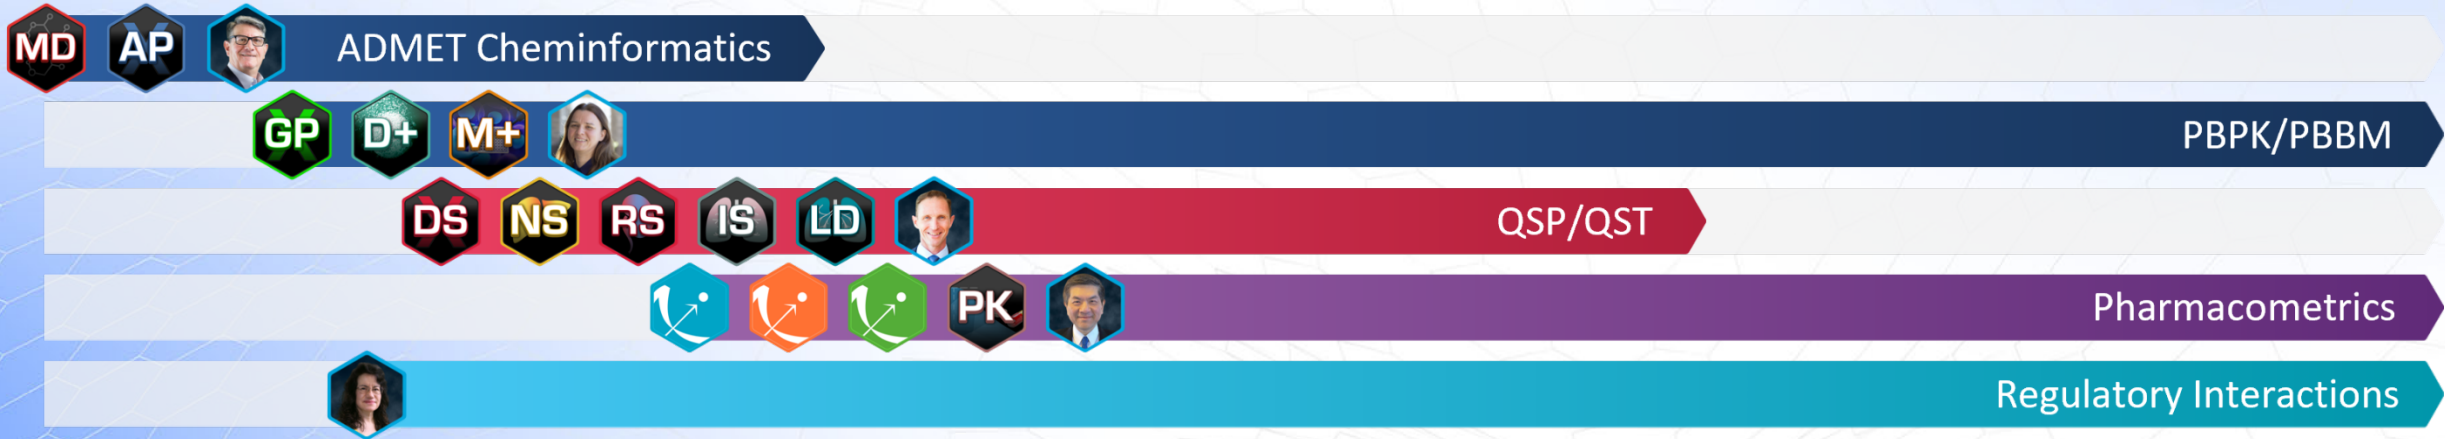 MD AP ADMET Cheminformatics
GP D+ M+ PBPK/PBBM
DS NS RS IS LD QSP/QST
PK Pharmacometrics
Regulatory Interactions